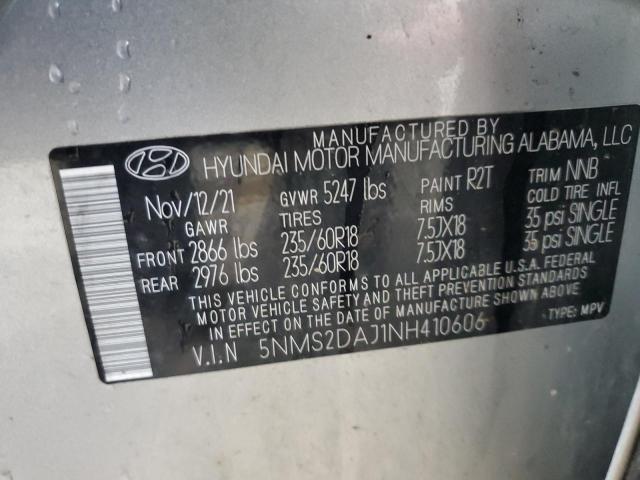 MANUFACTURED BY
HYUNDAI MOTOR MANUFACTURING ALABAMA, LLC
Nov/12/21 GVWR 5247 lbs PAINT R2T TRIM NNB
GAWR TIRES RIMS COLD TIRE INFL
FRONT 2866 lbs 235/60R18 7.5JX18 35 psi SINGLE
REAR 2976 lbs 235/60R18 7.5JX18 35 psi SINGLE
THIS VEHICLE CONFORMS TO ALL APPLICABLE U.S.A. FEDERAL
MOTOR VEHICLE SAFETY AND THEFT PREVENTION STANDARDS
IN EFFECT ON THE DATE OF MANUFACTURE SHOWN ABOVE.
V.I.N 5NMS2DAJ1NH410606 TYPE: MPV